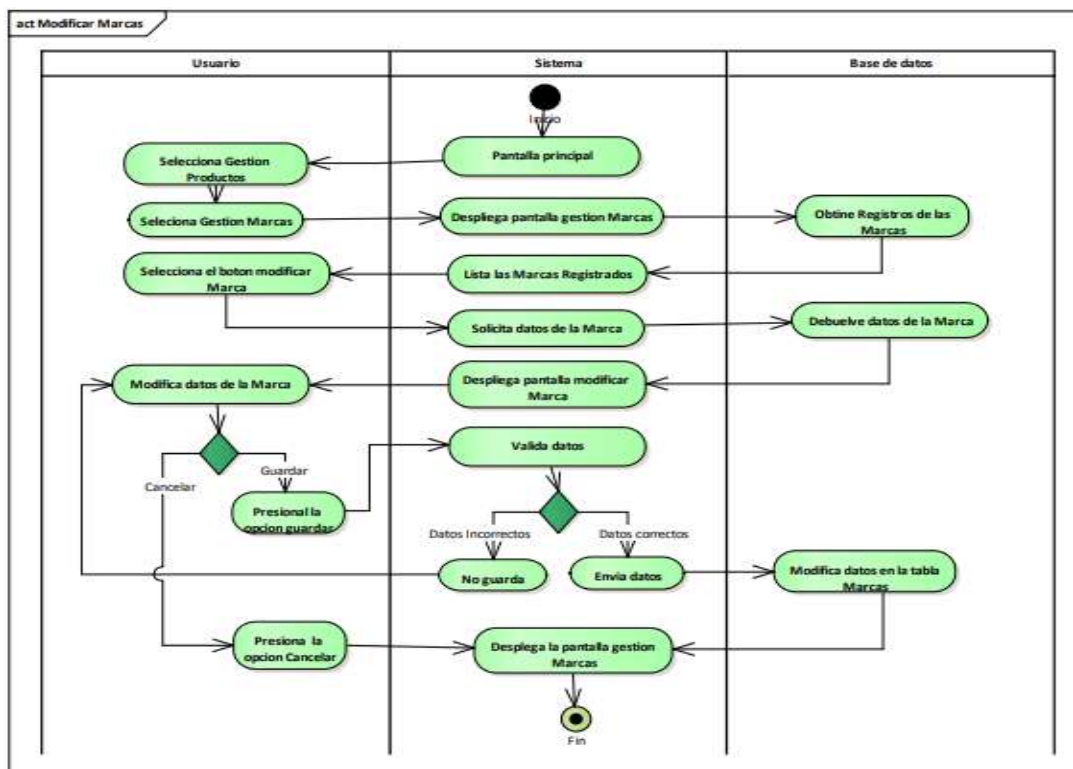 act Modificar Marcas
Usuario
Sistema
Base de datos
Inicio
Pantalla principal
Selecciona Gestion
Productos
Seleciona Gestion Marcas
Despliega pantalla gestion Marcas
Obtine Registros de las
Marcas
Selecciona el boton modificar
Marca
Lista las Marcas Registrados
Solicita datos de la Marca
Debuelve datos de la Marca
Modifica datos de la Marca
Despliega pantalla modificar
Marca
Valida datos
Guardar
Cancelar
Presional la
opcion guardar
Datos Incorrectos
Datos correctos
No guarda
Envia datos
Modifica datos en la tabla
Marcas
Presiona la
opcion Cancelar
Desplega la pantalla gestion
Marcas
Fin